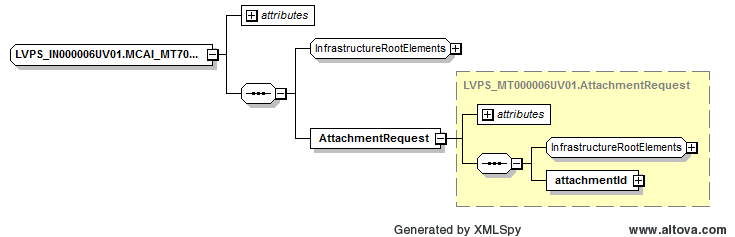 attributes
LVPS_IN000006UV01.MCAI_MT70...
InfrastructureRootElements
LVPS_MT000006UV01.AttachmentRequest
attributes
AttachmentRequest
InfrastructureRootElements
attachmentId
Generated by XMLSpy
www.altova.com